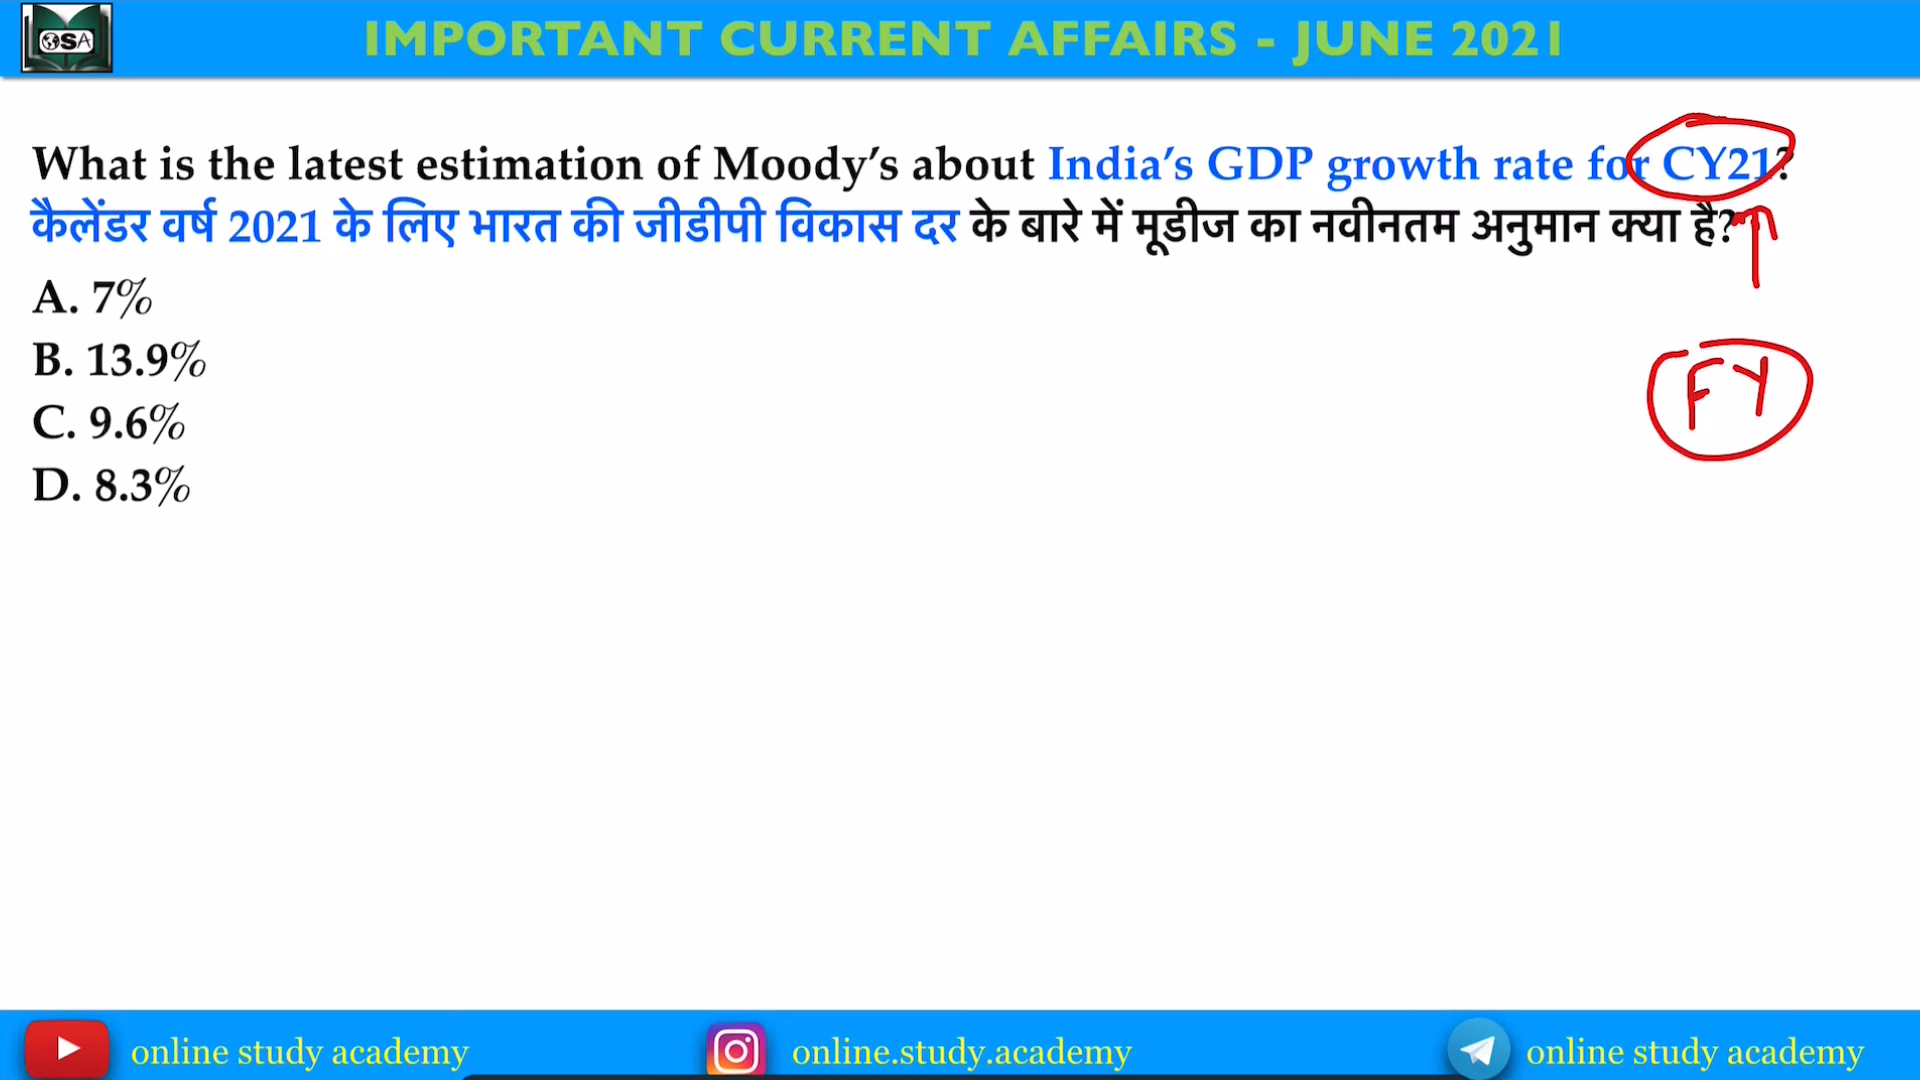 OSA
IMPORTANT CURRENT AFFAIRS - JUNE 2021
What is the latest estimation of Moody’s about India’s GDP growth rate for CY21?
कैलेंडर वर्ष 2021 के लिए भारत की जीडीपी विकास दर के बारे में मूडीज का नवीनतम अनुमान क्या है?
A. 7%
B. 13.9%
C. 9.6%
D. 8.3%
FY
online study academy
online.study.academy
online study academy